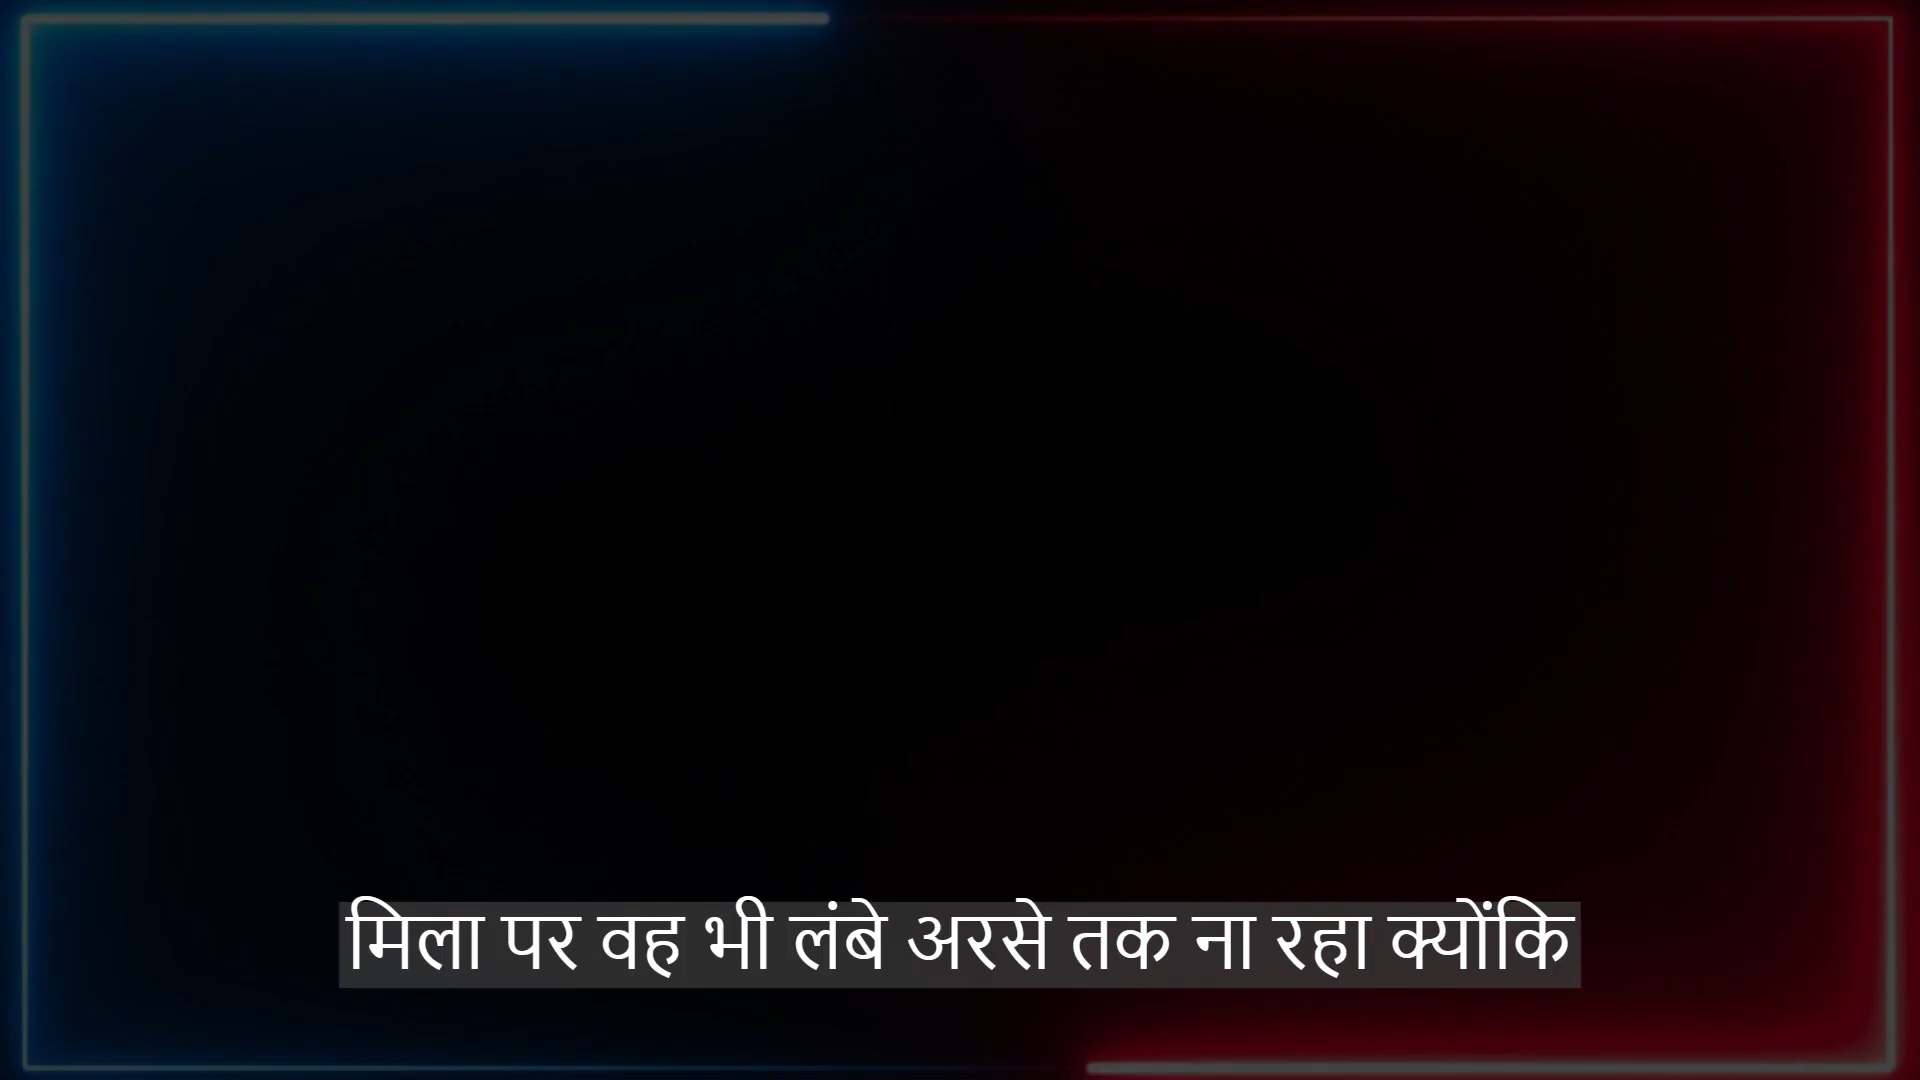 मिला पर वह भी लंबे अरसे तक ना रहा क्योंकि